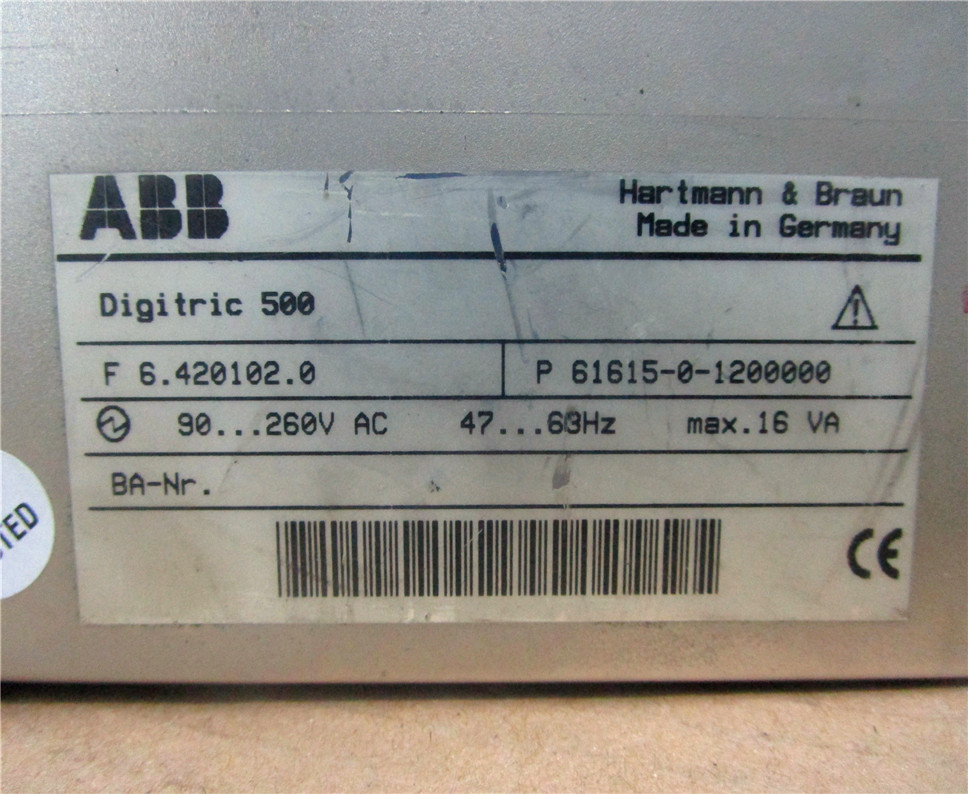 ABB
Hartmann & Braun
Made in Germany
Digitric 500
F 6.420102.0
P 61615-0-1200000
90...260V AC 47...63Hz max.16 VA
BA-Nr.
CE